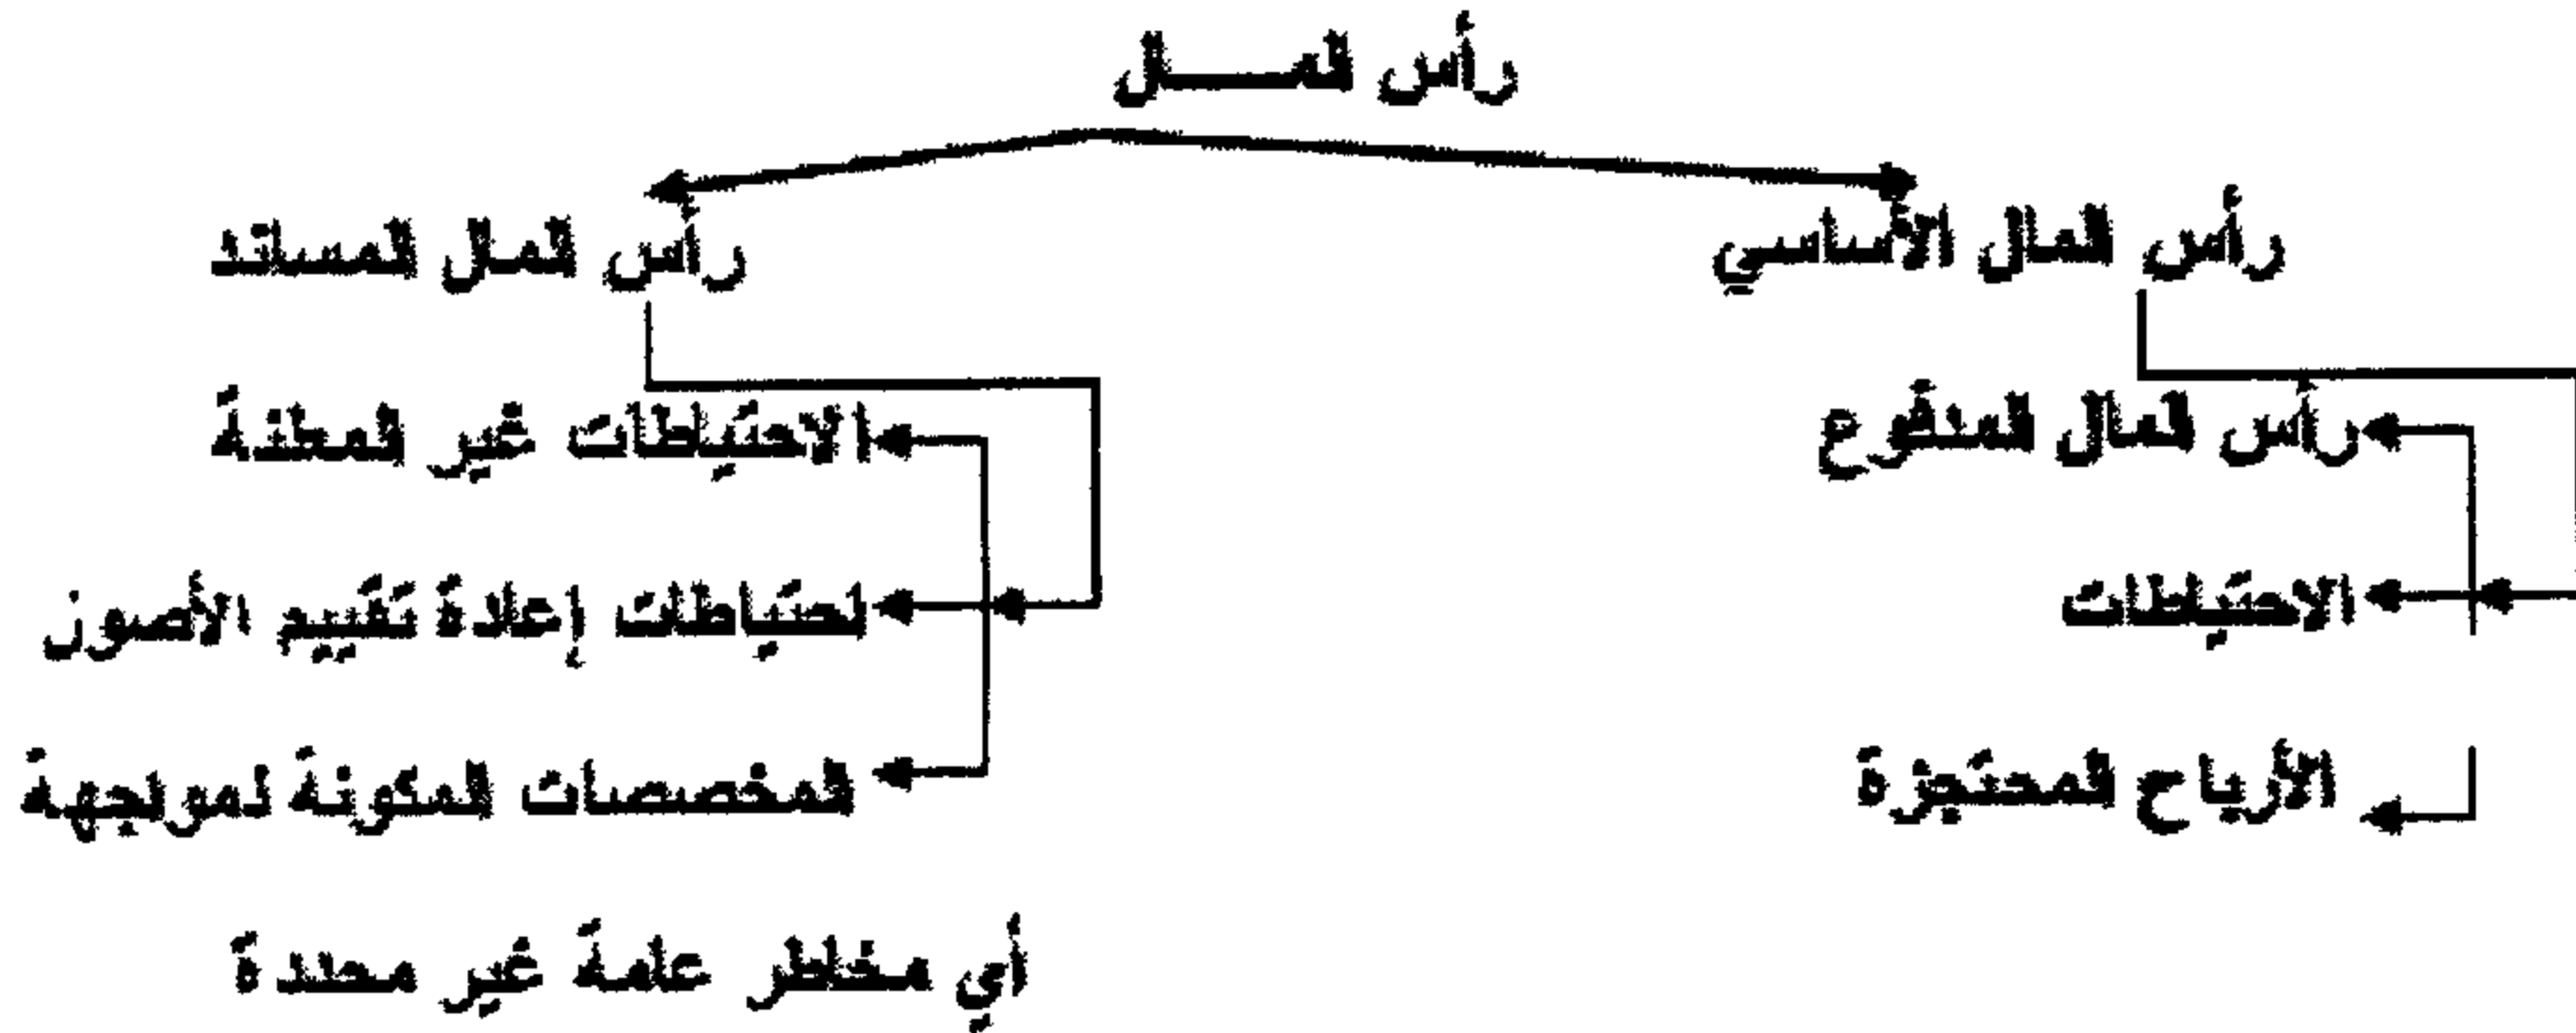 رأس المـــال
رأس المال الأساسي
رأس المال المدفوع
الاحتياطات
الأرباح المحتجزة
رأس المال المساند
الاحتياطات غير المعلنة
احتياطات إعادة تقييم الأصول
المخصصات المكونة لمواجهة
أي مخاطر عامة غير محددة